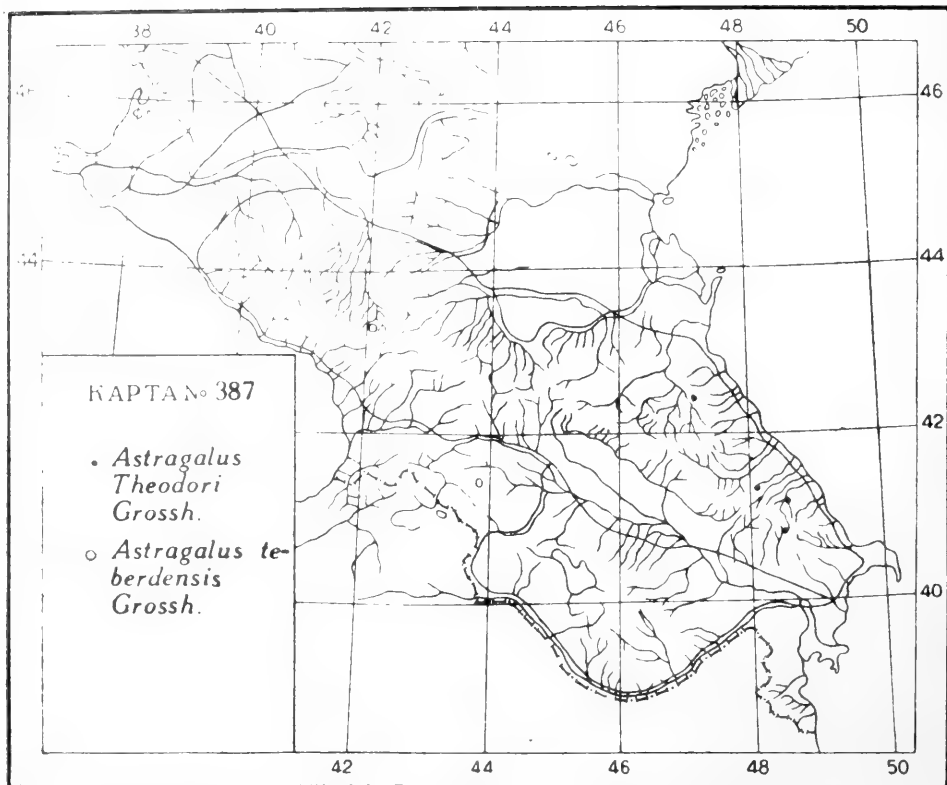 38 40 42 44 46 48 50
46
44
42
40
44
КАРТА № 387
Astragalus
Theodori
Grossh.
Astragalus te-
berdensis
Grossh.
42 44 46 48 50